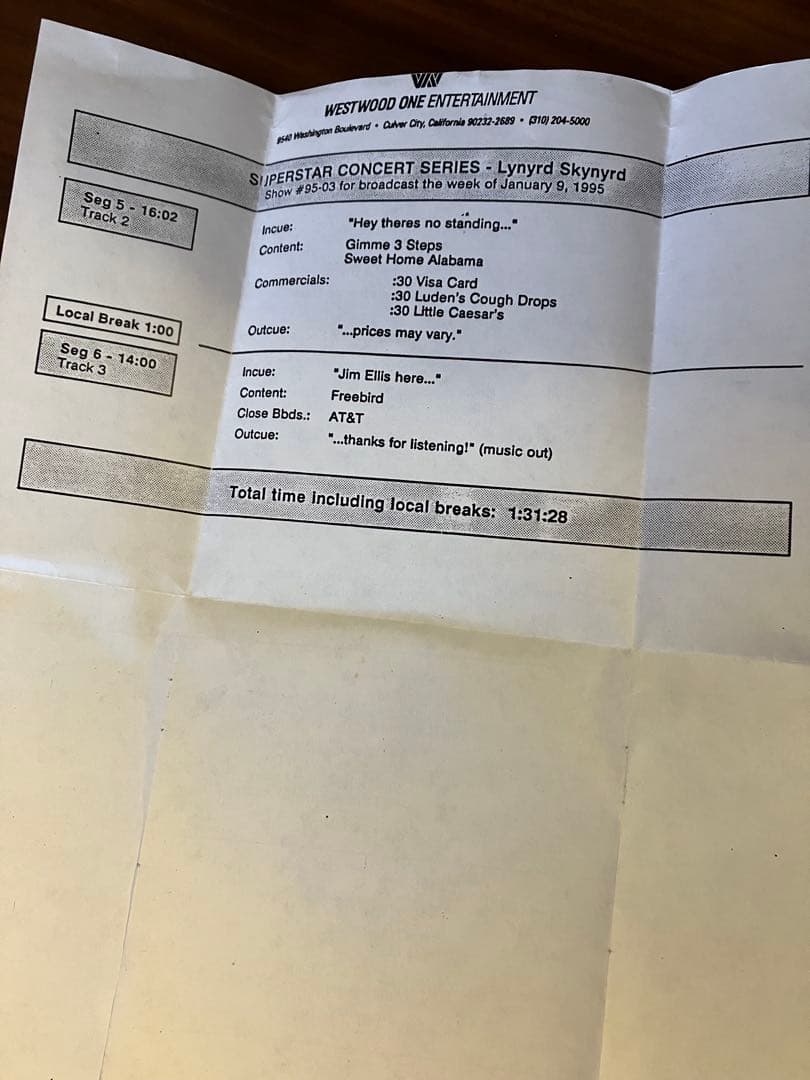 WESTWOOD ONE ENTERTAINMENT
9540 Washington Boulevard • Culver City, California 90232-2689 • (310) 204-5000
SUPERSTAR CONCERT SERIES - Lynyrd Skynyrd
Show #95-03 for broadcast the week of January 9, 1995
Seg 5 - 16:02
Track 2
Incue: "Hey theres no standing..."
Content: Gimme 3 Steps
Sweet Home Alabama
Commercials: :30 Visa Card
:30 Luden's Cough Drops
:30 Little Caesar's
Outcue: "...prices may vary."
Local Break 1:00
Seg 6 - 14:00
Track 3
Incue: "Jim Ellis here..."
Content: Freebird
Close Bbds.: AT&T
Outcue: "...thanks for listening!" (music out)
Total time including local breaks: 1:31:28